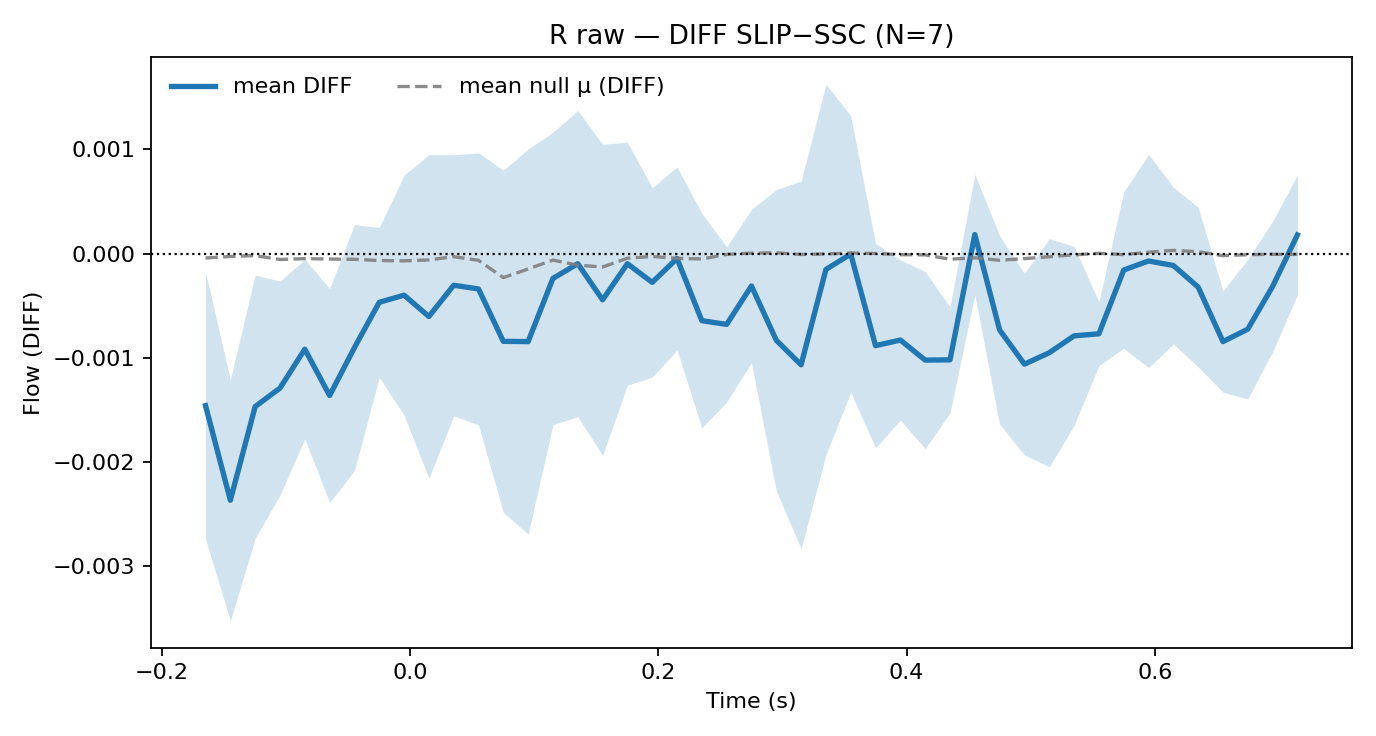 R raw — DIFF SLIP−SSC (N=7)
mean DIFF
mean null μ (DIFF)
Flow (DIFF)
0.001
0.000
−0.001
−0.002
−0.003
−0.2
0.0
0.2
0.4
0.6
Time (s)